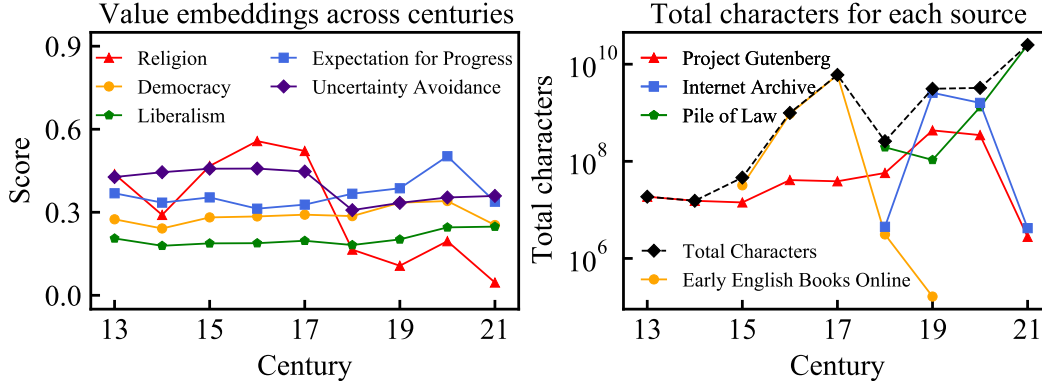 Value embeddings across centuries
0.9
0.6
0.3
0.0
Score
Religion
Democracy
Liberalism
Expectation for Progress
Uncertainty Avoidance
13 15 17 19 21
Century
Total characters for each source
10^10
10^8
10^6
Total characters
Project Gutenberg
Internet Archive
Pile of Law
Total Characters
Early English Books Online
13 15 17 19 21
Century